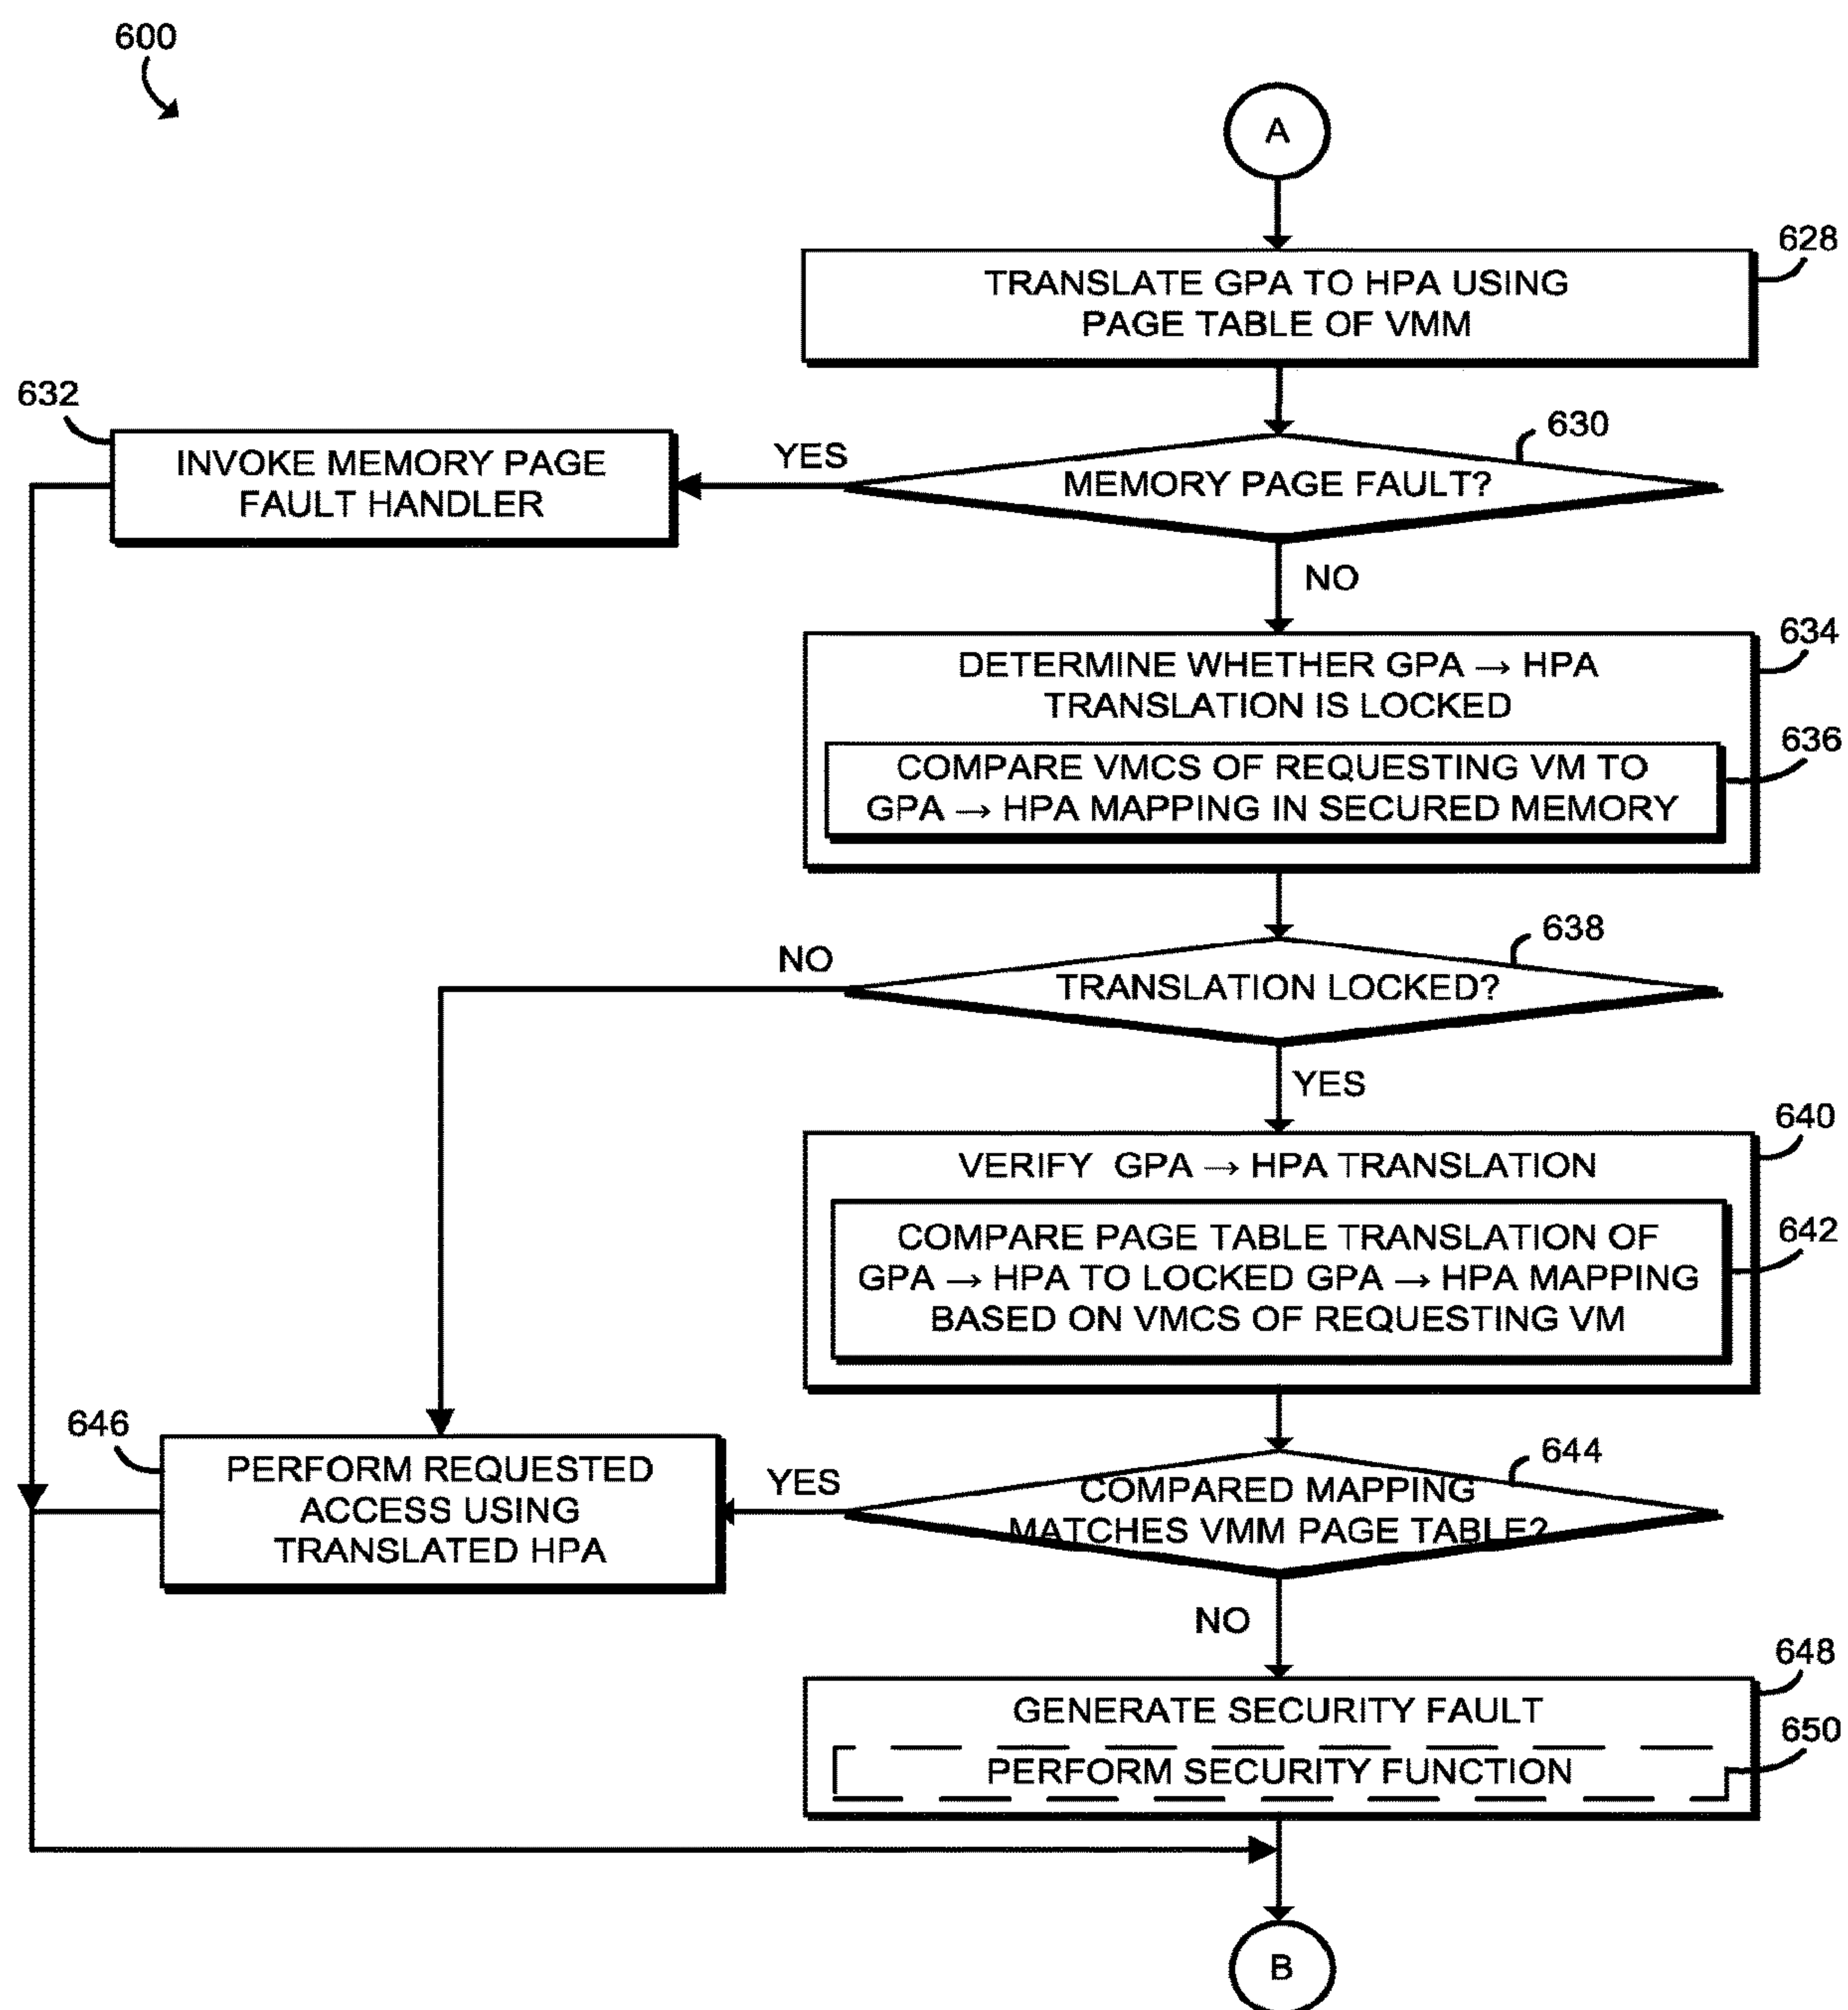 600
A
628
TRANSLATE GPA TO HPA USING
PAGE TABLE OF VMM
632
INVOKE MEMORY PAGE
FAULT HANDLER
YES
630
MEMORY PAGE FAULT?
NO
634
DETERMINE WHETHER GPA → HPA
TRANSLATION IS LOCKED
636
COMPARE VMCS OF REQUESTING VM TO
GPA → HPA MAPPING IN SECURED MEMORY
638
NO
TRANSLATION LOCKED?
YES
640
VERIFY GPA → HPA TRANSLATION
642
COMPARE PAGE TABLE TRANSLATION OF
GPA → HPA TO LOCKED GPA → HPA MAPPING
BASED ON VMCS OF REQUESTING VM
646
PERFORM REQUESTED
ACCESS USING
TRANSLATED HPA
YES
644
COMPARED MAPPING
MATCHES VMM PAGE TABLE?
NO
648
GENERATE SECURITY FAULT
650
PERFORM SECURITY FUNCTION
B